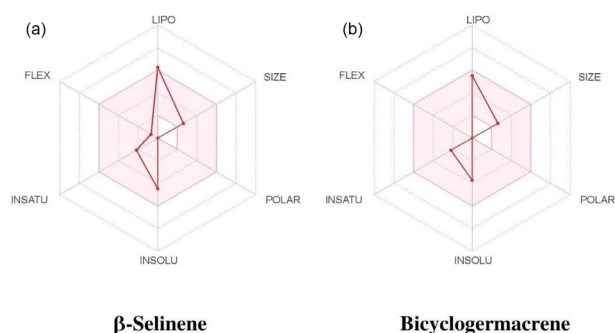 (a)
LIPO
FLEX
SIZE
INSATU
POLAR
INSOLU
β-Selinene
(b)
LIPO
FLEX
SIZE
INSATU
POLAR
INSOLU
Bicyclogermacrene